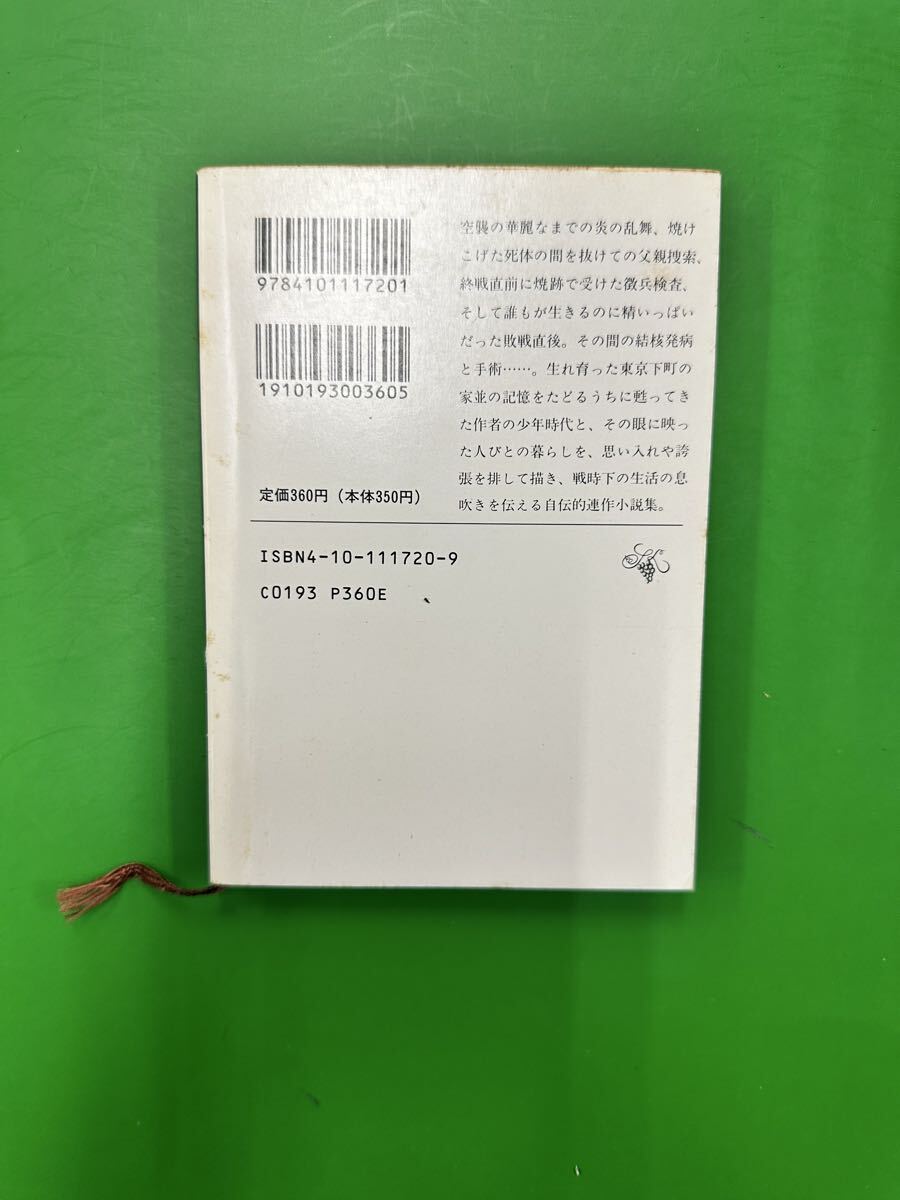 9784101117201
1910193003605
定価360円（本体350円）
空襲の華麗なまでの炎の乱舞、焼け
こげた死体の間を抜けての父親捜索、
終戦直前に焼跡で受けた徴兵検査、
そして誰もが生きるのに精いっぱい
だった敗戦直後。その間の結核発病
と手術……。生れ育った東京下町の
家並の記憶をたどるうちに甦ってき
た作者の少年時代と、その眼に映っ
た人びとの暮らしを、思い入れや誇
張を排して描き、戦時下の生活の息
吹きを伝える自伝的連作小説集。
ISBN4-10-111720-9
C0193 P360E